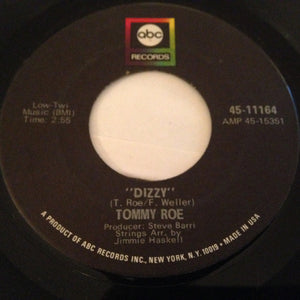 abc
RECORDS
Low-Twi
Music (BMI)
Time: 2:55
45-11164
AMP 45-15351
"DIZZY"
(T. Roe/F. Weller)
TOMMY ROE
Producer: Steve Barri
Strings Arr. by
Jimmie Haskell
A PRODUCT OF ABC RECORDS INC., NEW YORK, N.Y. 10019 • MADE IN USA